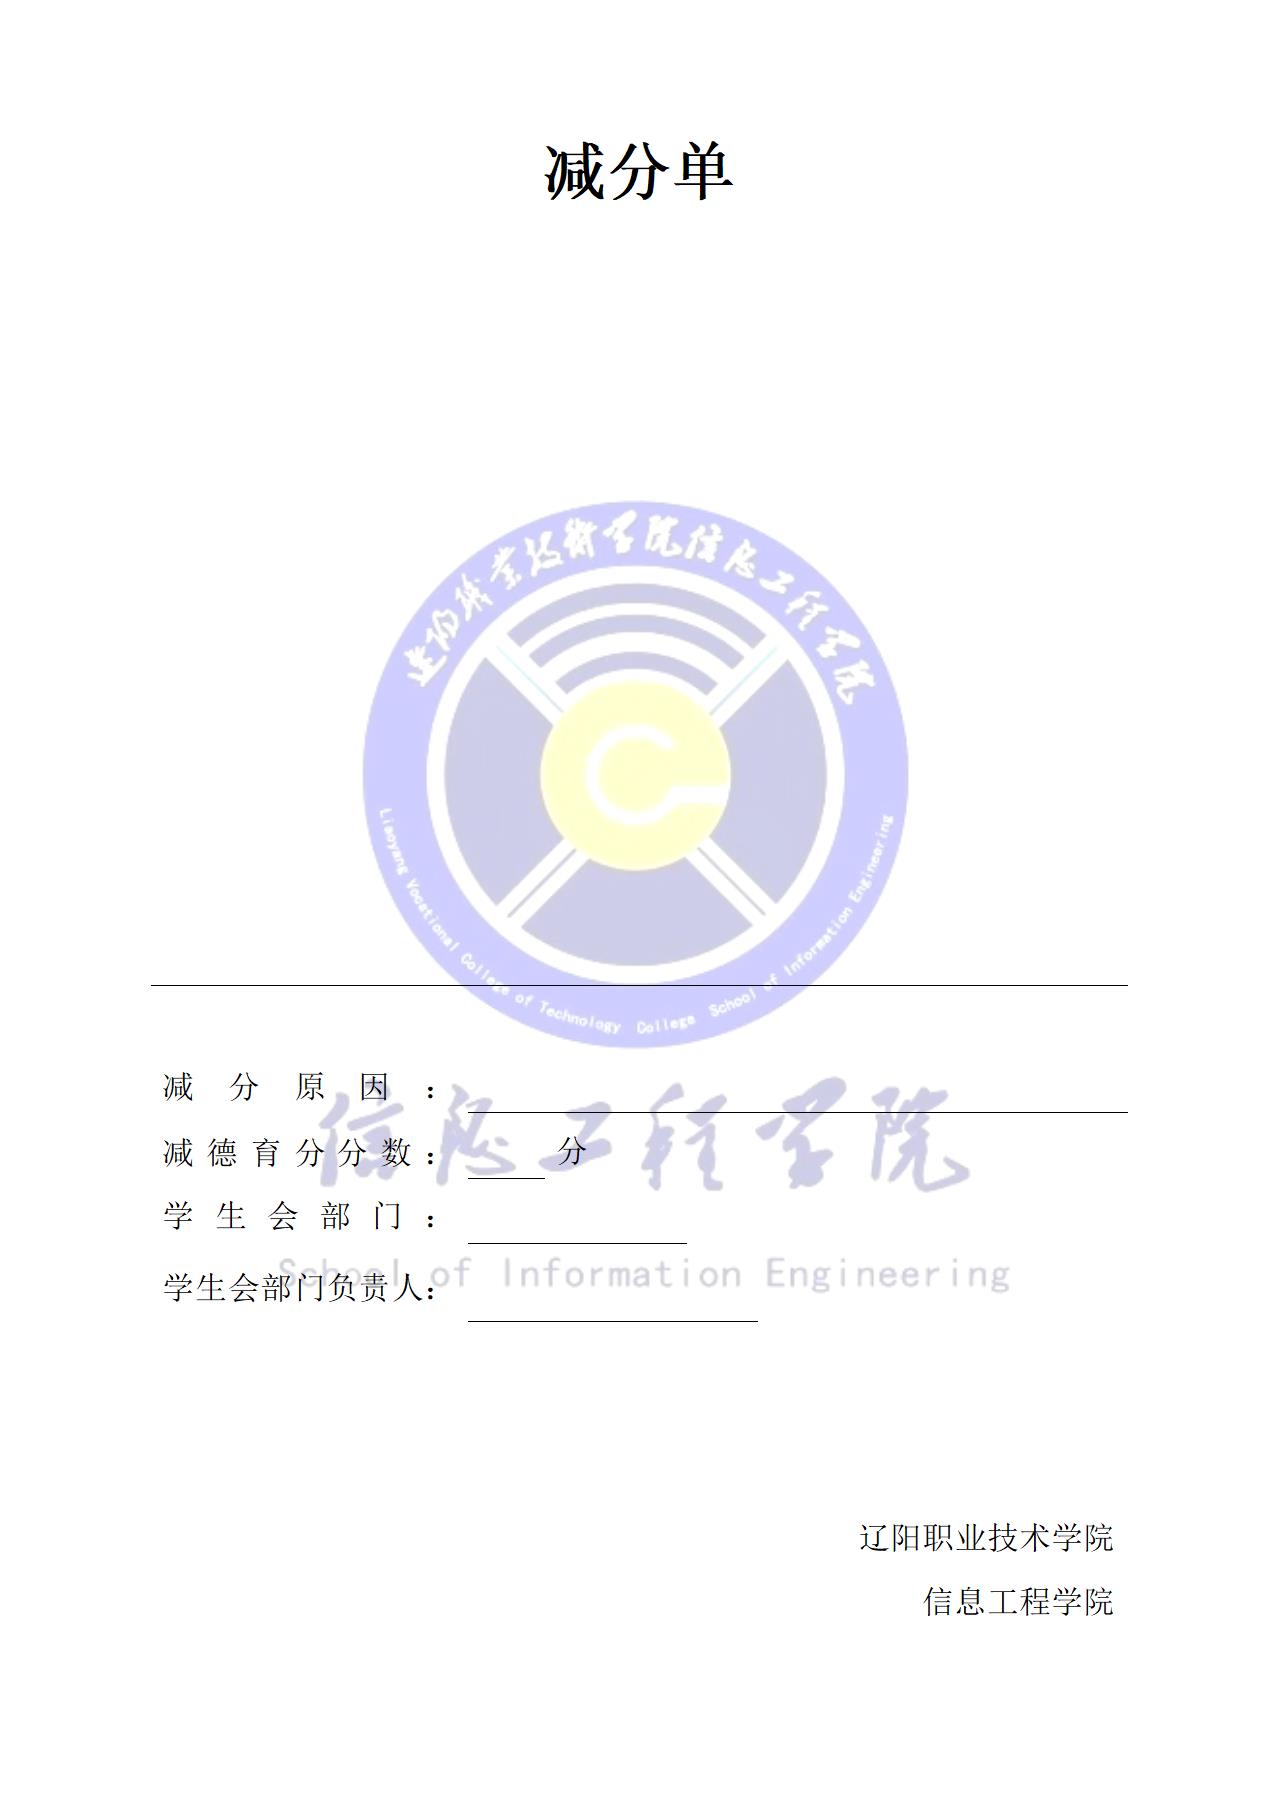 减分单
辽阳职业技术学院信息工程学院
Liaoyang Vocational College of Technology College School of Information Engineering
减分原因：
信息工程学院
减德育分分数：分
学生会部门：
School of Information Engineering
学生会部门负责人：
辽阳职业技术学院
信息工程学院